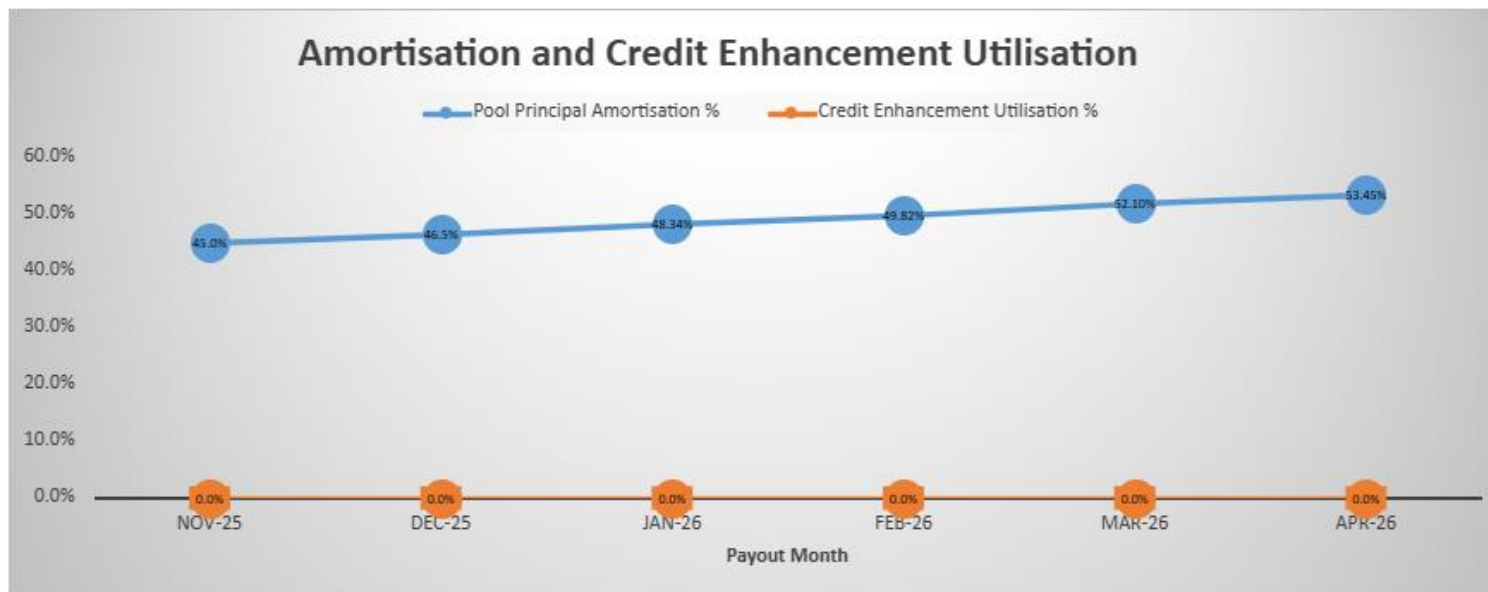 Amortisation and Credit Enhancement Utilisation
Pool Principal Amortisation % Credit Enhancement Utilisation %
60.0%
50.0%
40.0%
30.0%
20.0%
10.0%
0.0%
45.0% 46.5% 48.34% 49.82% 52.10% 53.45%
0.0% 0.0% 0.0% 0.0% 0.0% 0.0%
NOV-25 DEC-25 JAN-26 FEB-26 MAR-26 APR-26
Payout Month